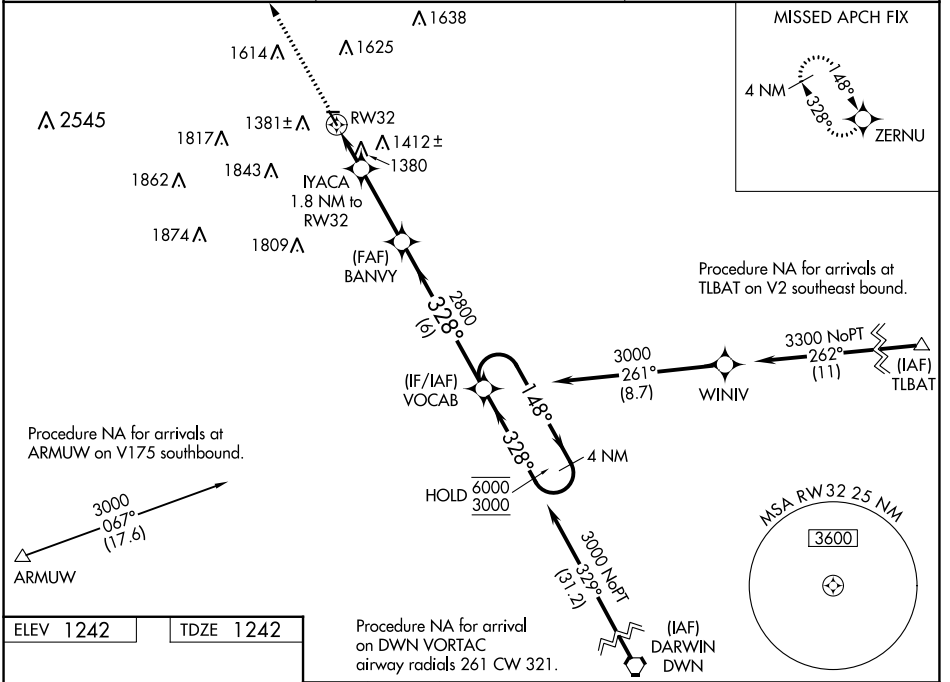 1638
1614
1625
MISSED APCH FIX
4 NM
148°
328°
ZERNU
2545
1817
1381±
RW32
1412±
1380
1862
1843
IYACA
1.8 NM to
RW32
1874
1809
(FAF)
BANVY
2800
328°
(6)
Procedure NA for arrivals at
TLBAT on V2 southeast bound.
3300 NoPT
262°
(11)
(IAF)
TLBAT
3000
261°
(8.7)
WINIV
(IF/IAF)
VOCAB
148°
328°
4 NM
HOLD 6000
3000
Procedure NA for arrivals at
ARMUW on V175 southbound.
3000
067°
(17.6)
ARMUW
3000 NoPT
329°
(31.2)
MSA RW32 25 NM
3600
(IAF)
DARWIN
DWN
Procedure NA for arrival
on DWN VORTAC
airway radials 261 CW 321.
ELEV 1242
TDZE 1242